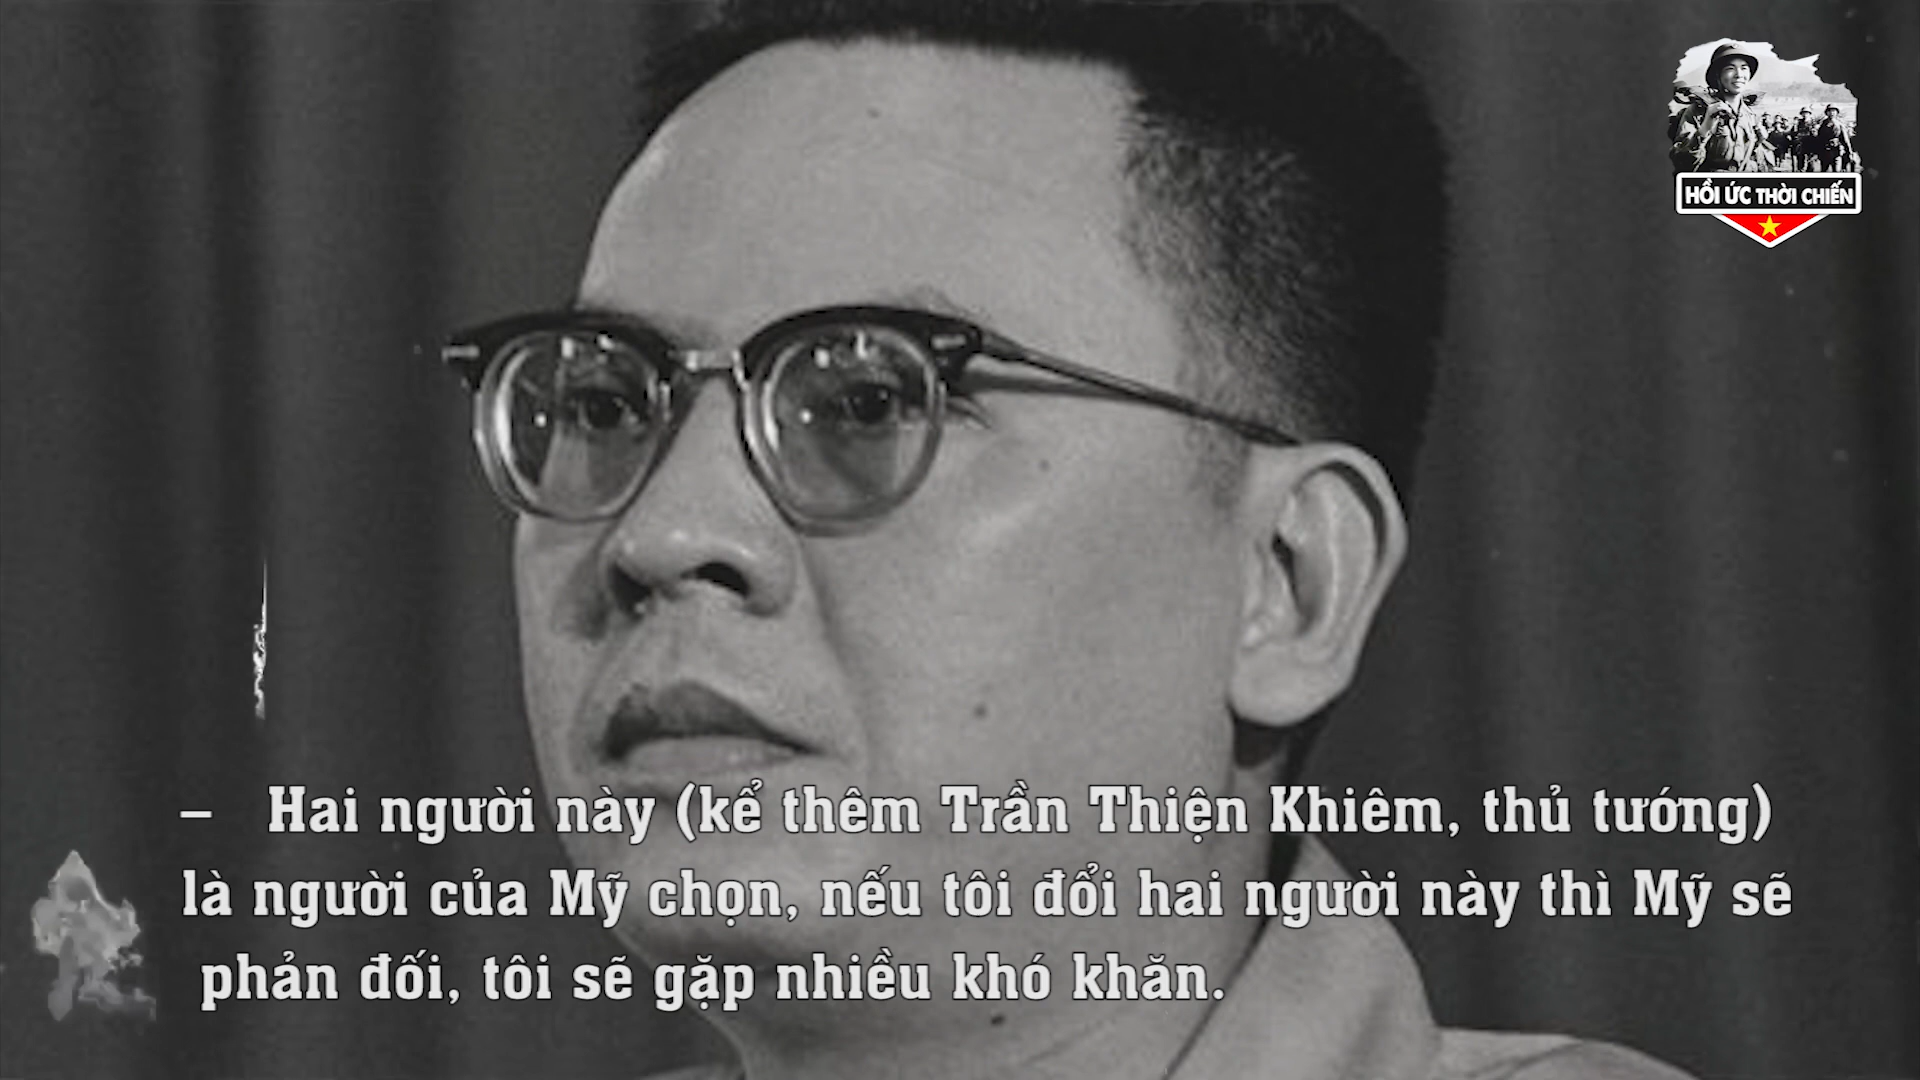 HỒI ỨC THỜI CHIẾN
– Hai người này (kể thêm Trần Thiện Khiêm, thủ tướng)
là người của Mỹ chọn, nếu tôi đổi hai người này thì Mỹ sẽ
phản đối, tôi sẽ gặp nhiều khó khăn.